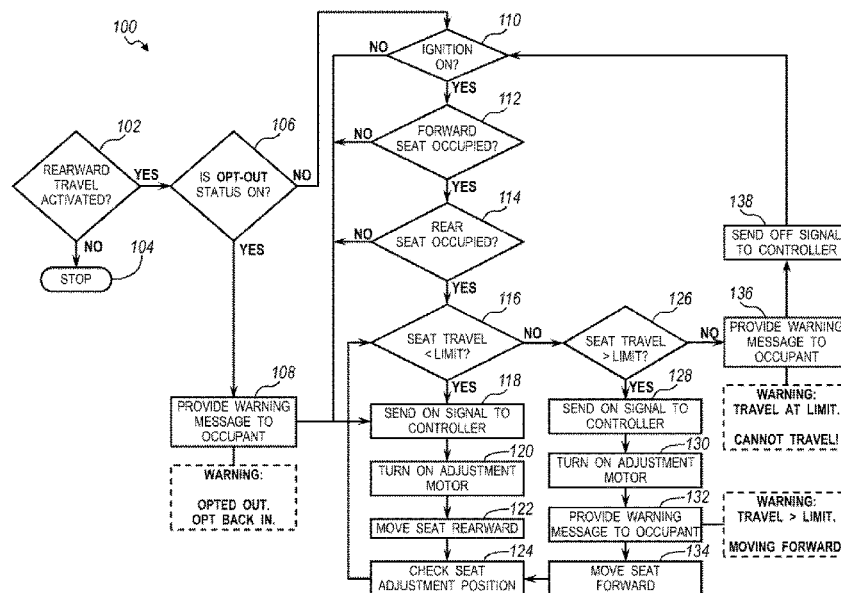 100
102
REARWARD
TRAVEL
ACTIVATED?
YES
NO
104
STOP
106
IS OPT-OUT
STATUS ON?
NO
YES
108
PROVIDE WARNING
MESSAGE TO
OCCUPANT
WARNING:
OPTED OUT.
OPT BACK IN.
110
IGNITION
ON?
NO
YES
112
FORWARD
SEAT OCCUPIED?
NO
YES
114
REAR
SEAT OCCUPIED?
NO
YES
116
SEAT TRAVEL
< LIMIT?
NO
YES
118
SEND ON SIGNAL TO
CONTROLLER
120
TURN ON ADJUSTMENT
MOTOR
122
MOVE SEAT REARWARD
124
CHECK SEAT
ADJUSTMENT POSITION
126
SEAT TRAVEL
> LIMIT?
NO
YES
128
SEND ON SIGNAL TO
CONTROLLER
130
TURN ON ADJUSTMENT
MOTOR
132
PROVIDE WARNING
MESSAGE TO OCCUPANT
WARNING:
TRAVEL > LIMIT.
MOVING FORWARD!
134
MOVE SEAT
FORWARD
136
PROVIDE WARNING
MESSAGE TO
OCCUPANT
WARNING:
TRAVEL AT LIMIT.
CANNOT TRAVEL!
138
SEND OFF SIGNAL
TO CONTROLLER